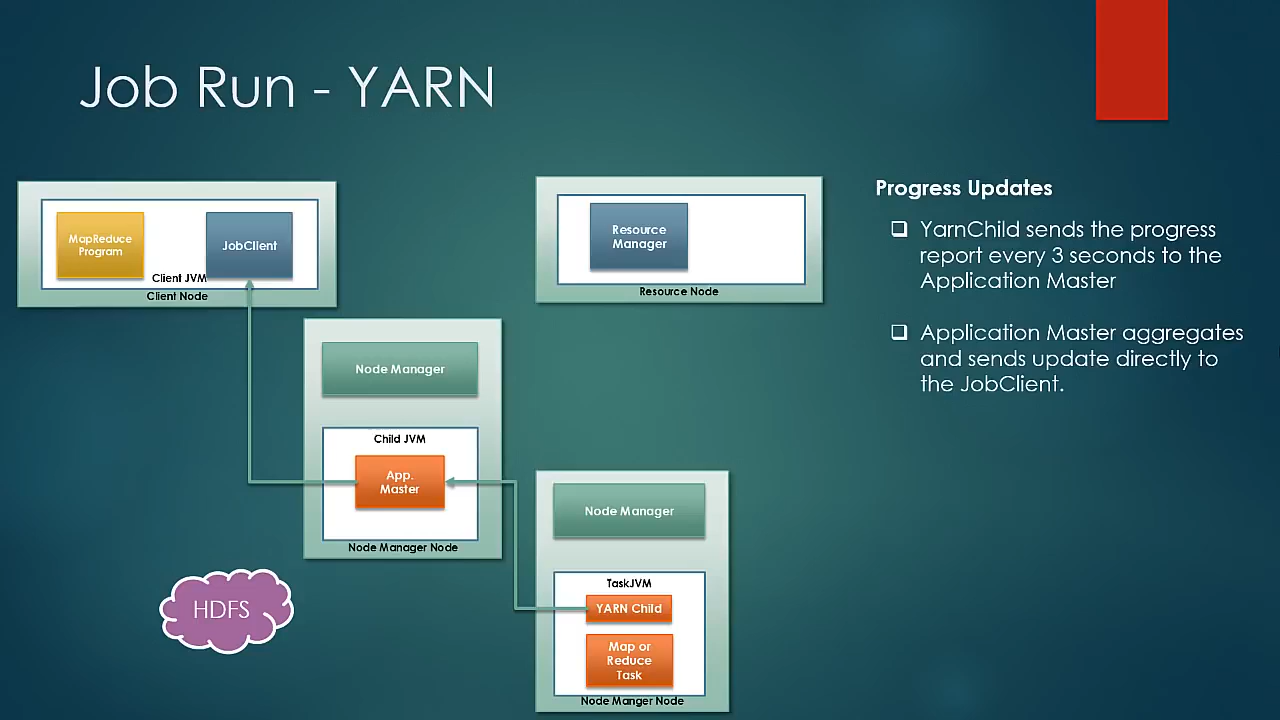 Job Run - YARN
MapReduce
Program
JobClient
Client JVM
Client Node
Resource
Manager
Resource Node
Progress Updates
YarnChild sends the progress
report every 3 seconds to the
Application Master
Application Master aggregates
and sends update directly to
the JobClient.
Node Manager
Child JVM
App.
Master
Node Manager Node
Node Manager
TaskJVM
YARN Child
Map or
Reduce
Task
Node Manger Node
HDFS